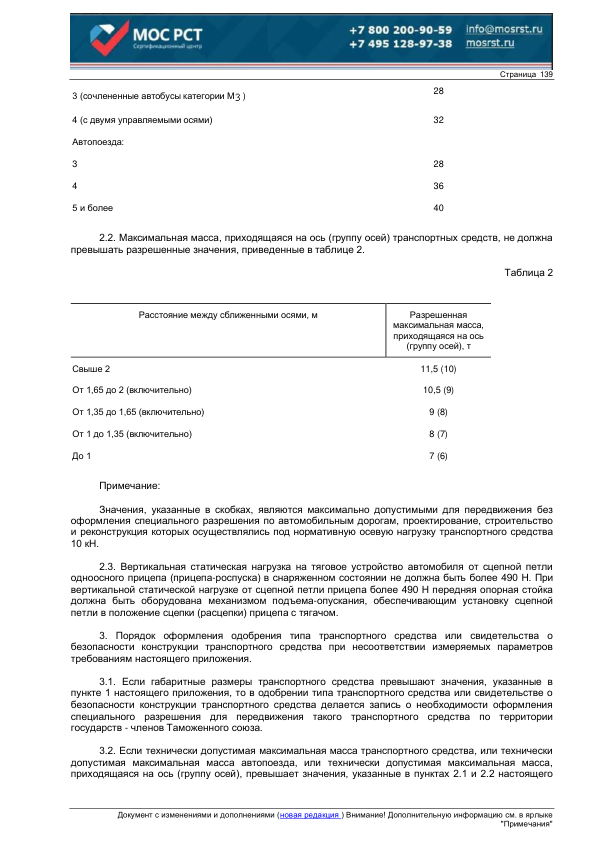 МОС РСТ
Сертификационный центр
+7 800 200-90-59
+7 495 128-97-38
info@mosrst.ru
mosrst.ru
Страница 139
3 (сочлененные автобусы категории М3 ) 28
4 (с двумя управляемыми осями) 32
Автопоезда:
3 28
4 36
5 и более 40
2.2. Максимальная масса, приходящаяся на ось (группу осей) транспортных средств, не должна
превышать разрешенные значения, приведенные в таблице 2.
Таблица 2
Расстояние между сближенными осями, м
Разрешенная
максимальная масса,
приходящаяся на ось
(группу осей), т
Свыше 2 11,5 (10)
От 1,65 до 2 (включительно) 10,5 (9)
От 1,35 до 1,65 (включительно) 9 (8)
От 1 до 1,35 (включительно) 8 (7)
До 1 7 (6)
Примечание:
Значения, указанные в скобках, являются максимально допустимыми для передвижения без
оформления специального разрешения по автомобильным дорогам, проектирование, строительство
и реконструкция которых осуществлялись под нормативную осевую нагрузку транспортного средства
10 кН.
2.3. Вертикальная статическая нагрузка на тяговое устройство автомобиля от сцепной петли
одноосного прицепа (прицепа-роспуска) в снаряженном состоянии не должна быть более 490 Н. При
вертикальной статической нагрузке от сцепной петли прицепа более 490 Н передняя опорная стойка
должна быть оборудована механизмом подъема-опускания, обеспечивающим установку сцепной
петли в положение сцепки (расцепки) прицепа с тягачом.
3. Порядок оформления одобрения типа транспортного средства или свидетельства о
безопасности конструкции транспортного средства при несоответствии измеряемых параметров
требованиям настоящего приложения.
3.1. Если габаритные размеры транспортного средства превышают значения, указанные в
пункте 1 настоящего приложения, то в одобрении типа транспортного средства или свидетельстве о
безопасности конструкции транспортного средства делается запись о необходимости оформления
специального разрешения для передвижения такого транспортного средства по территории
государств - членов Таможенного союза.
3.2. Если технически допустимая максимальная масса транспортного средства, или технически
допустимая максимальная масса автопоезда, или технически допустимая максимальная масса,
приходящаяся на ось (группу осей), превышает значения, указанные в пунктах 2.1 и 2.2 настоящего
Документ с изменениями и дополнениями (новая редакция ) Внимание! Дополнительную информацию см. в ярлыке
"Примечания"